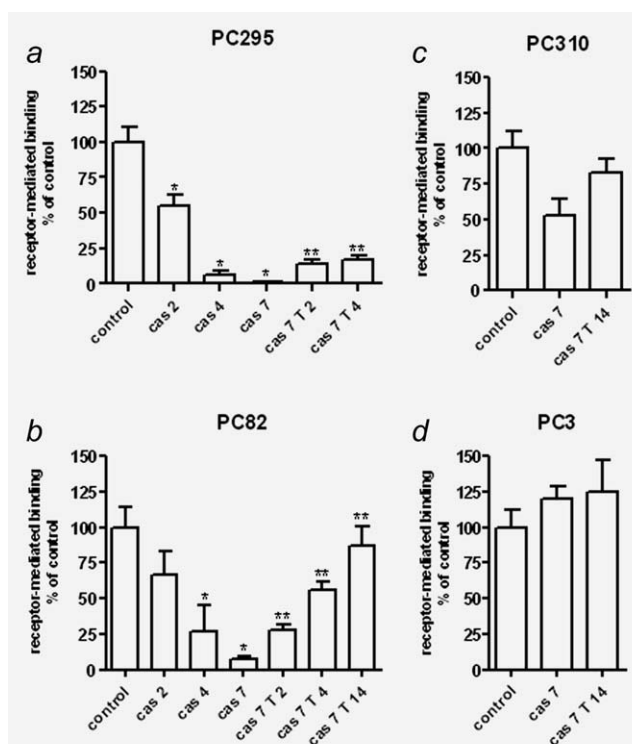 a
PC295
receptor-mediated binding
% of control
150
125
100
75
50
25
0
*
*
*
**
**
control
cas 2
cas 4
cas 7
cas 7 T 2
cas 7 T 4
c
PC310
receptor-mediated binding
% of control
150
125
100
75
50
25
0
control
cas 7
cas 7 T 14
b
PC82
receptor-mediated binding
% of control
150
125
100
75
50
25
0
*
*
**
**
**
control
cas 2
cas 4
cas 7
cas 7 T 2
cas 7 T 4
cas 7 T 14
d
PC3
receptor-mediated binding
% of control
150
125
100
75
50
25
0
control
cas 7
cas 7 T 14